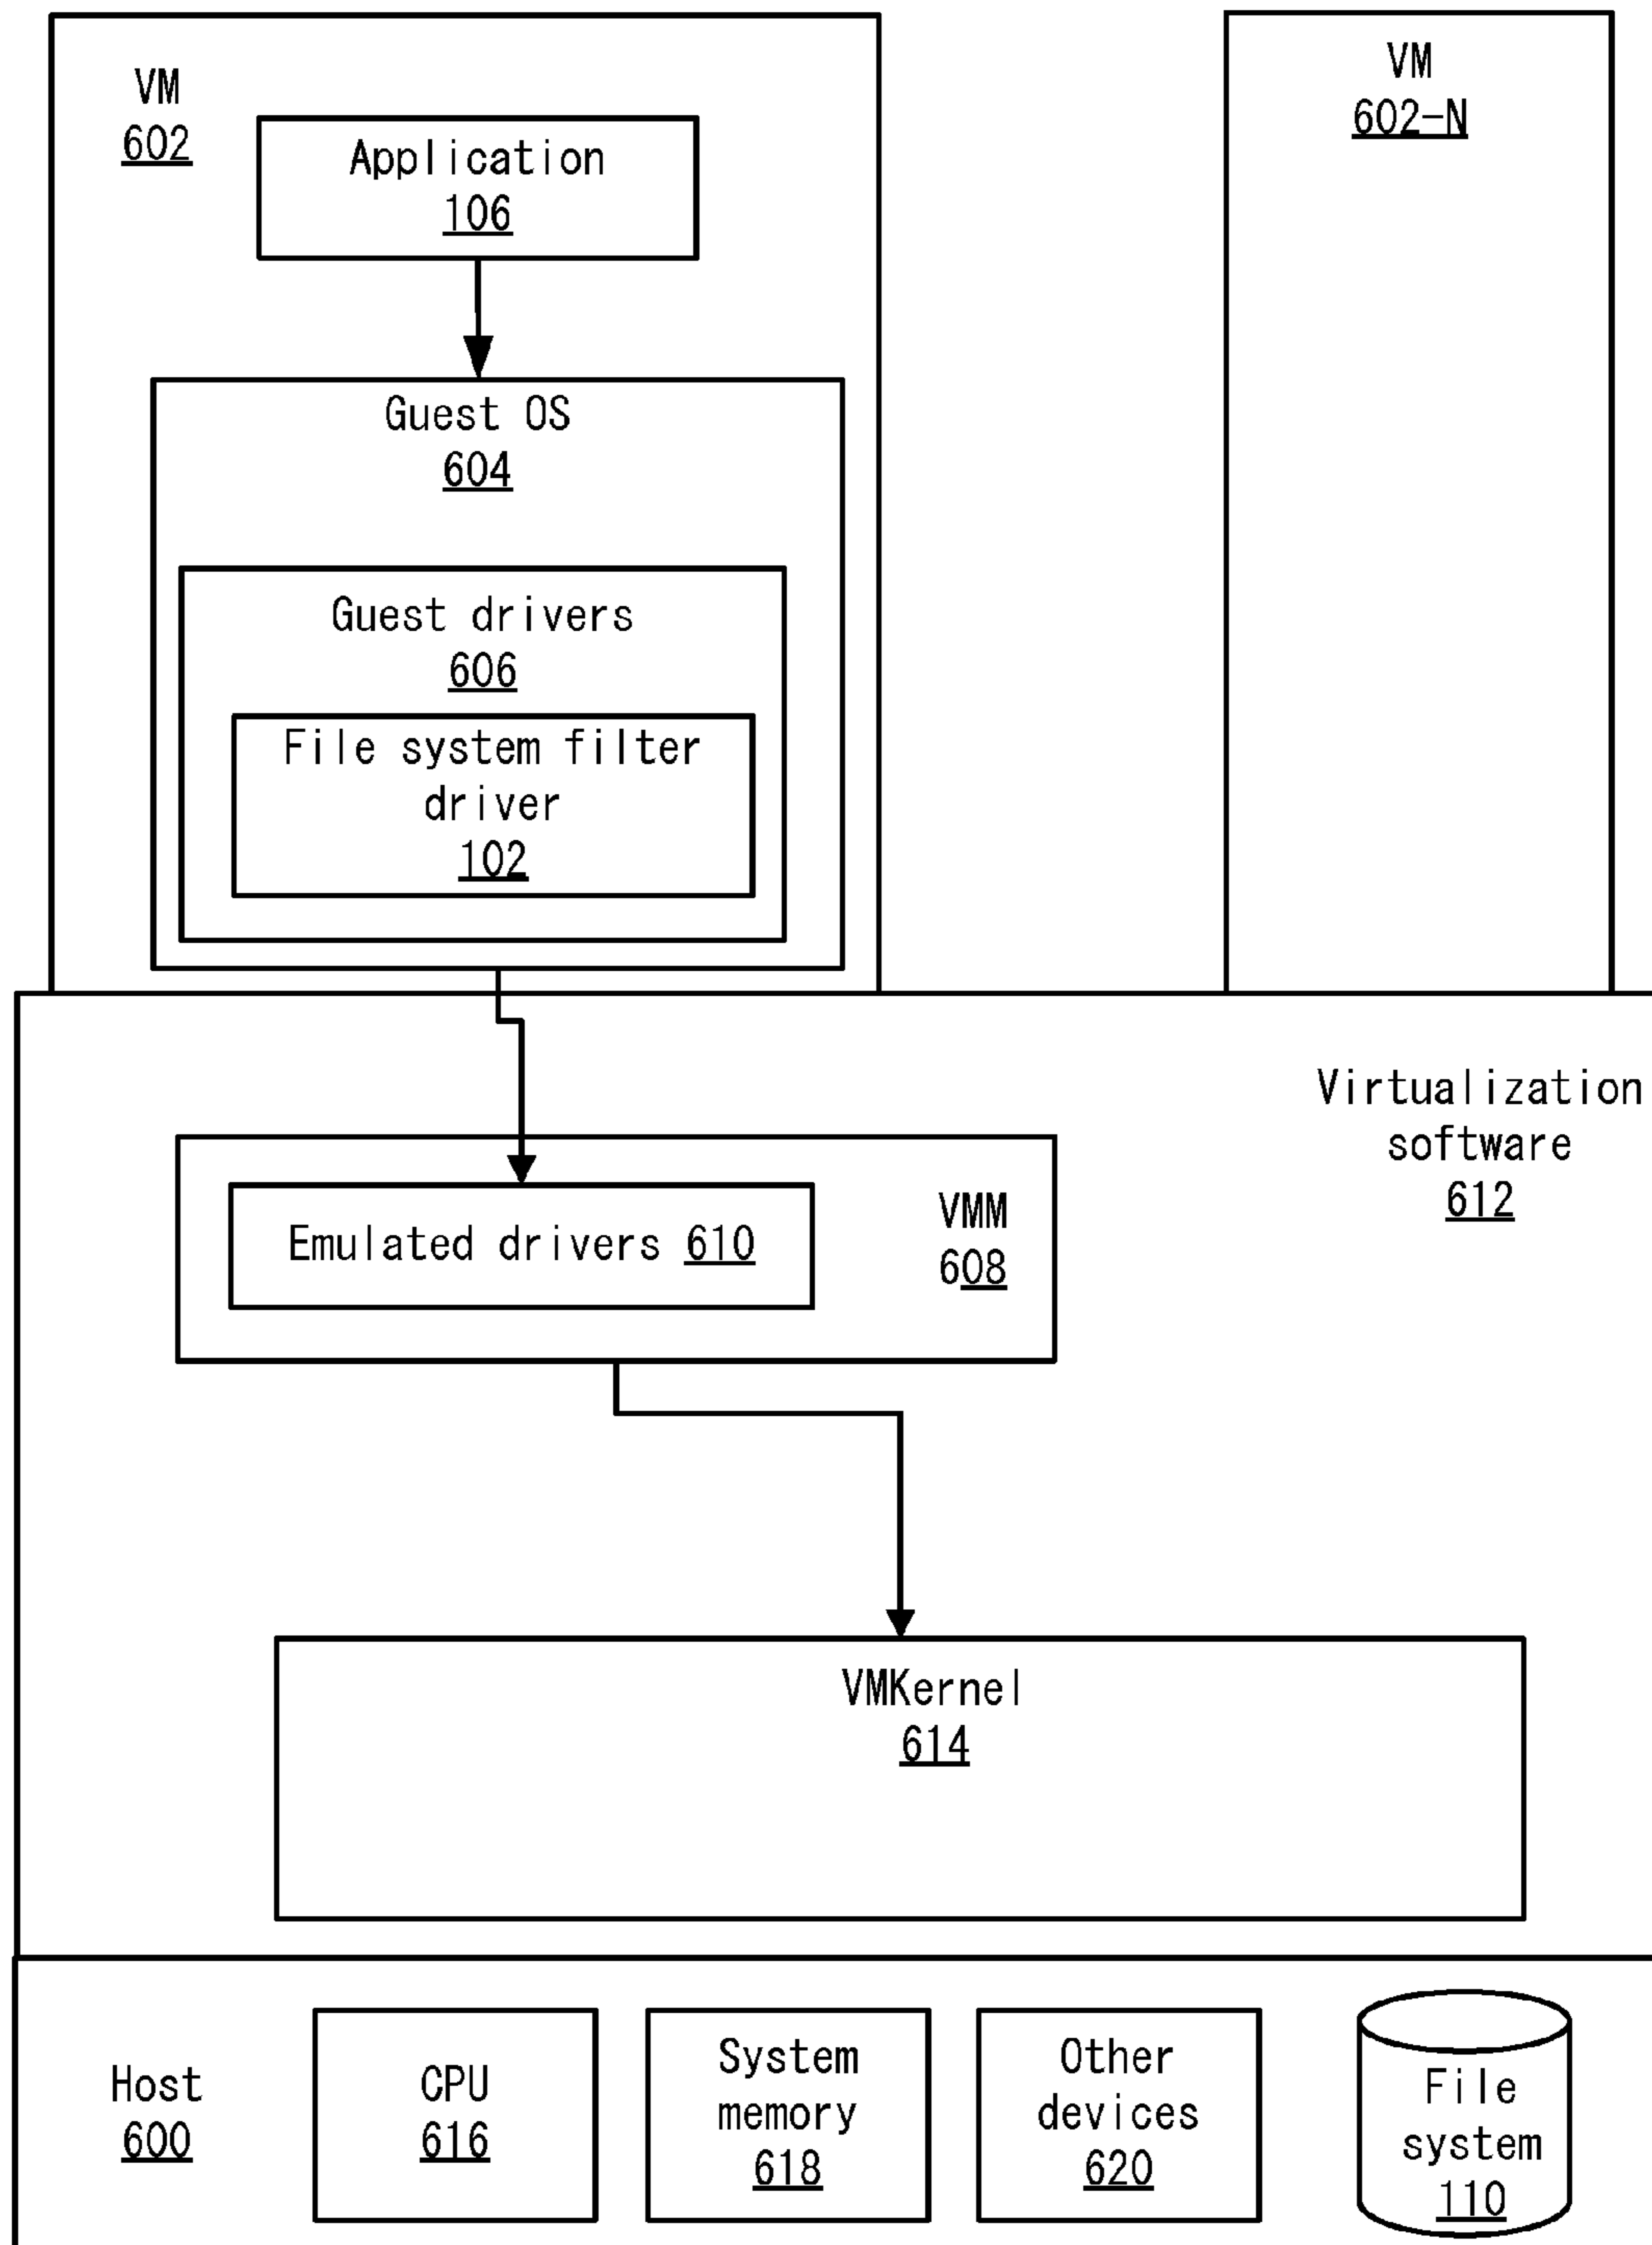 VM
602
Application
106
VM
602-N
Guest OS
604
Guest drivers
606
File system filter
driver
102
Virtualization
software
612
Emulated drivers 610
VMM
608
VMKernel
614
Host
600
CPU
616
System
memory
618
Other
devices
620
File
system
110